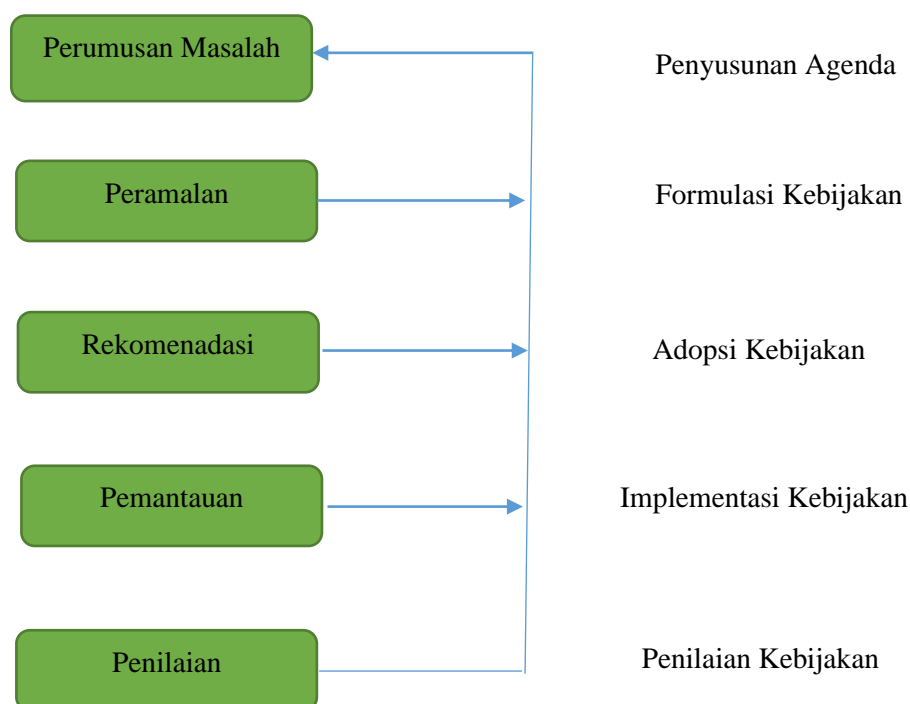 Perumusan Masalah
Penyusunan Agenda
Peramalan
Formulasi Kebijakan
Rekomenadasi
Adopsi Kebijakan
Pemantauan
Implementasi Kebijakan
Penilaian
Penilaian Kebijakan